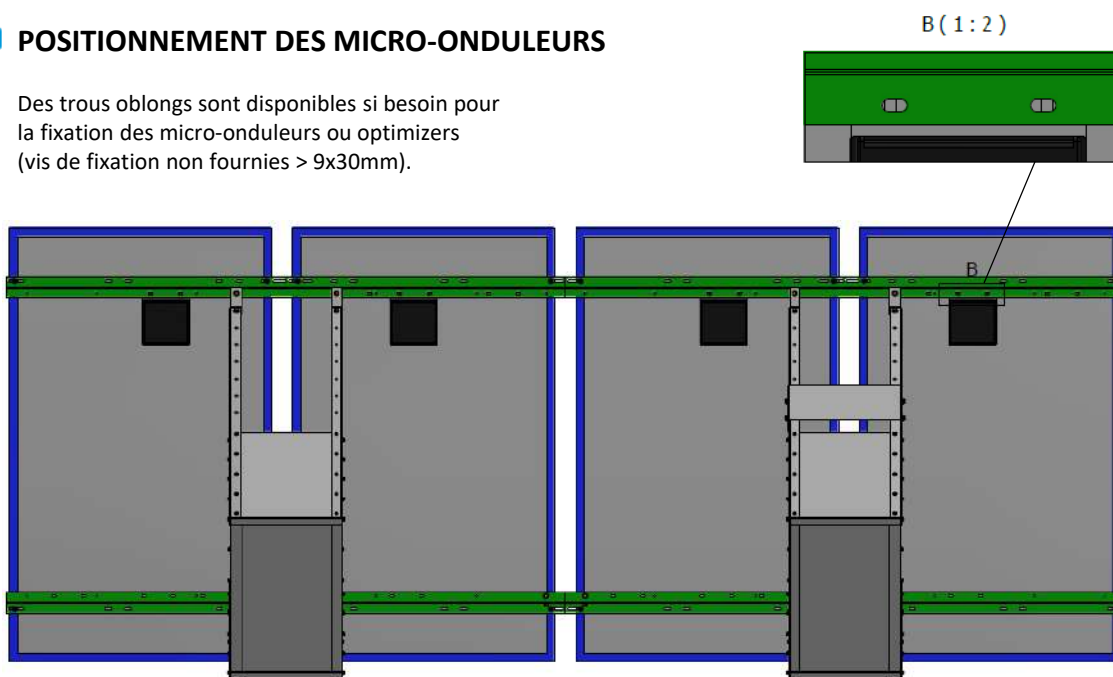 POSITIONNEMENT DES MICRO-ONDULEURS
B(1:2)
Des trous oblongs sont disponibles si besoin pour
la fixation des micro-onduleurs ou optimizers
(vis de fixation non fournies > 9x30mm).
B